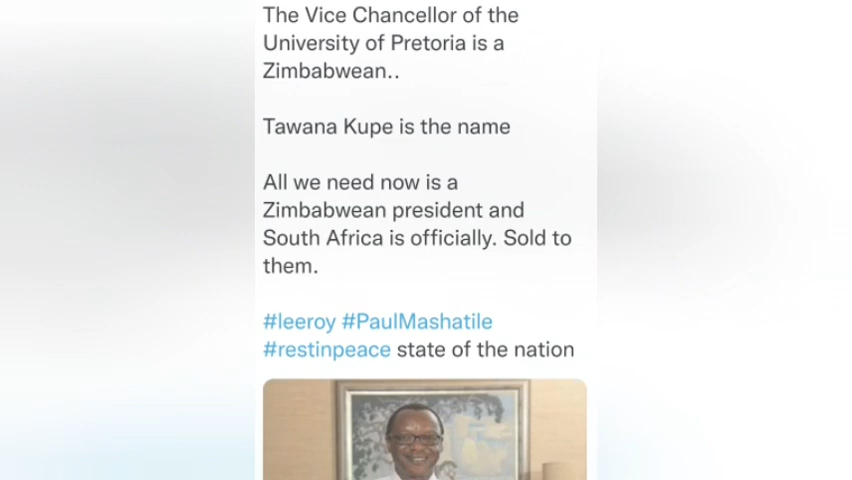 The Vice Chancellor of the
University of Pretoria is a
Zimbabwean..
Tawana Kupe is the name
All we need now is a
Zimbabwean president and
South Africa is officially. Sold to
them.
#leeroy #PaulMashatile
#restinpeace state of the nation